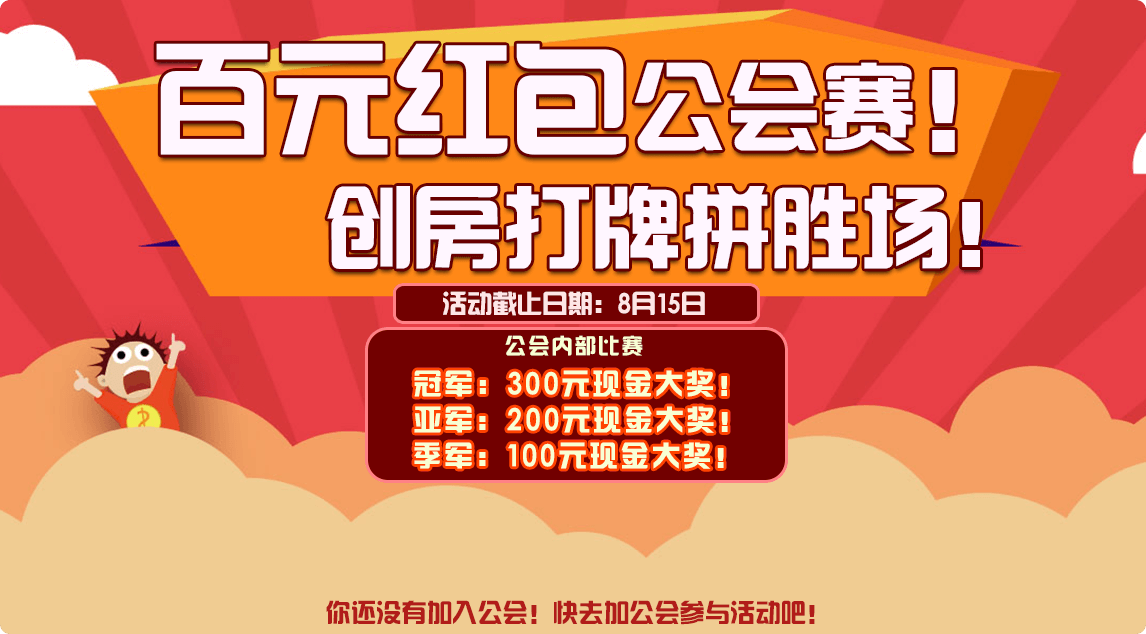 百元红包公会赛!
创房打牌拼胜场!
活动截止日期：8月15日
公会内部比赛
冠军：300元现金大奖!
亚军：200元现金大奖!
季军：100元现金大奖!
你还没有加入公会！快去加公会参与活动吧！